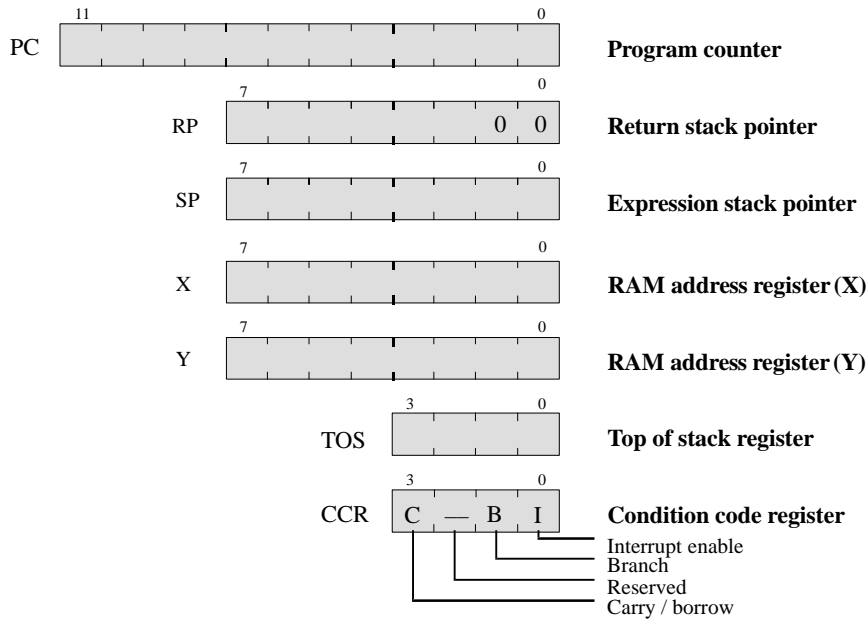 11 0
PC Program counter
7 0
RP 0 0 Return stack pointer
7 0
SP Expression stack pointer
7 0
X RAM address register (X)
7 0
Y RAM address register (Y)
3 0
TOS Top of stack register
3 0
CCR C — B I Condition code register
Interrupt enable
Branch
Reserved
Carry / borrow